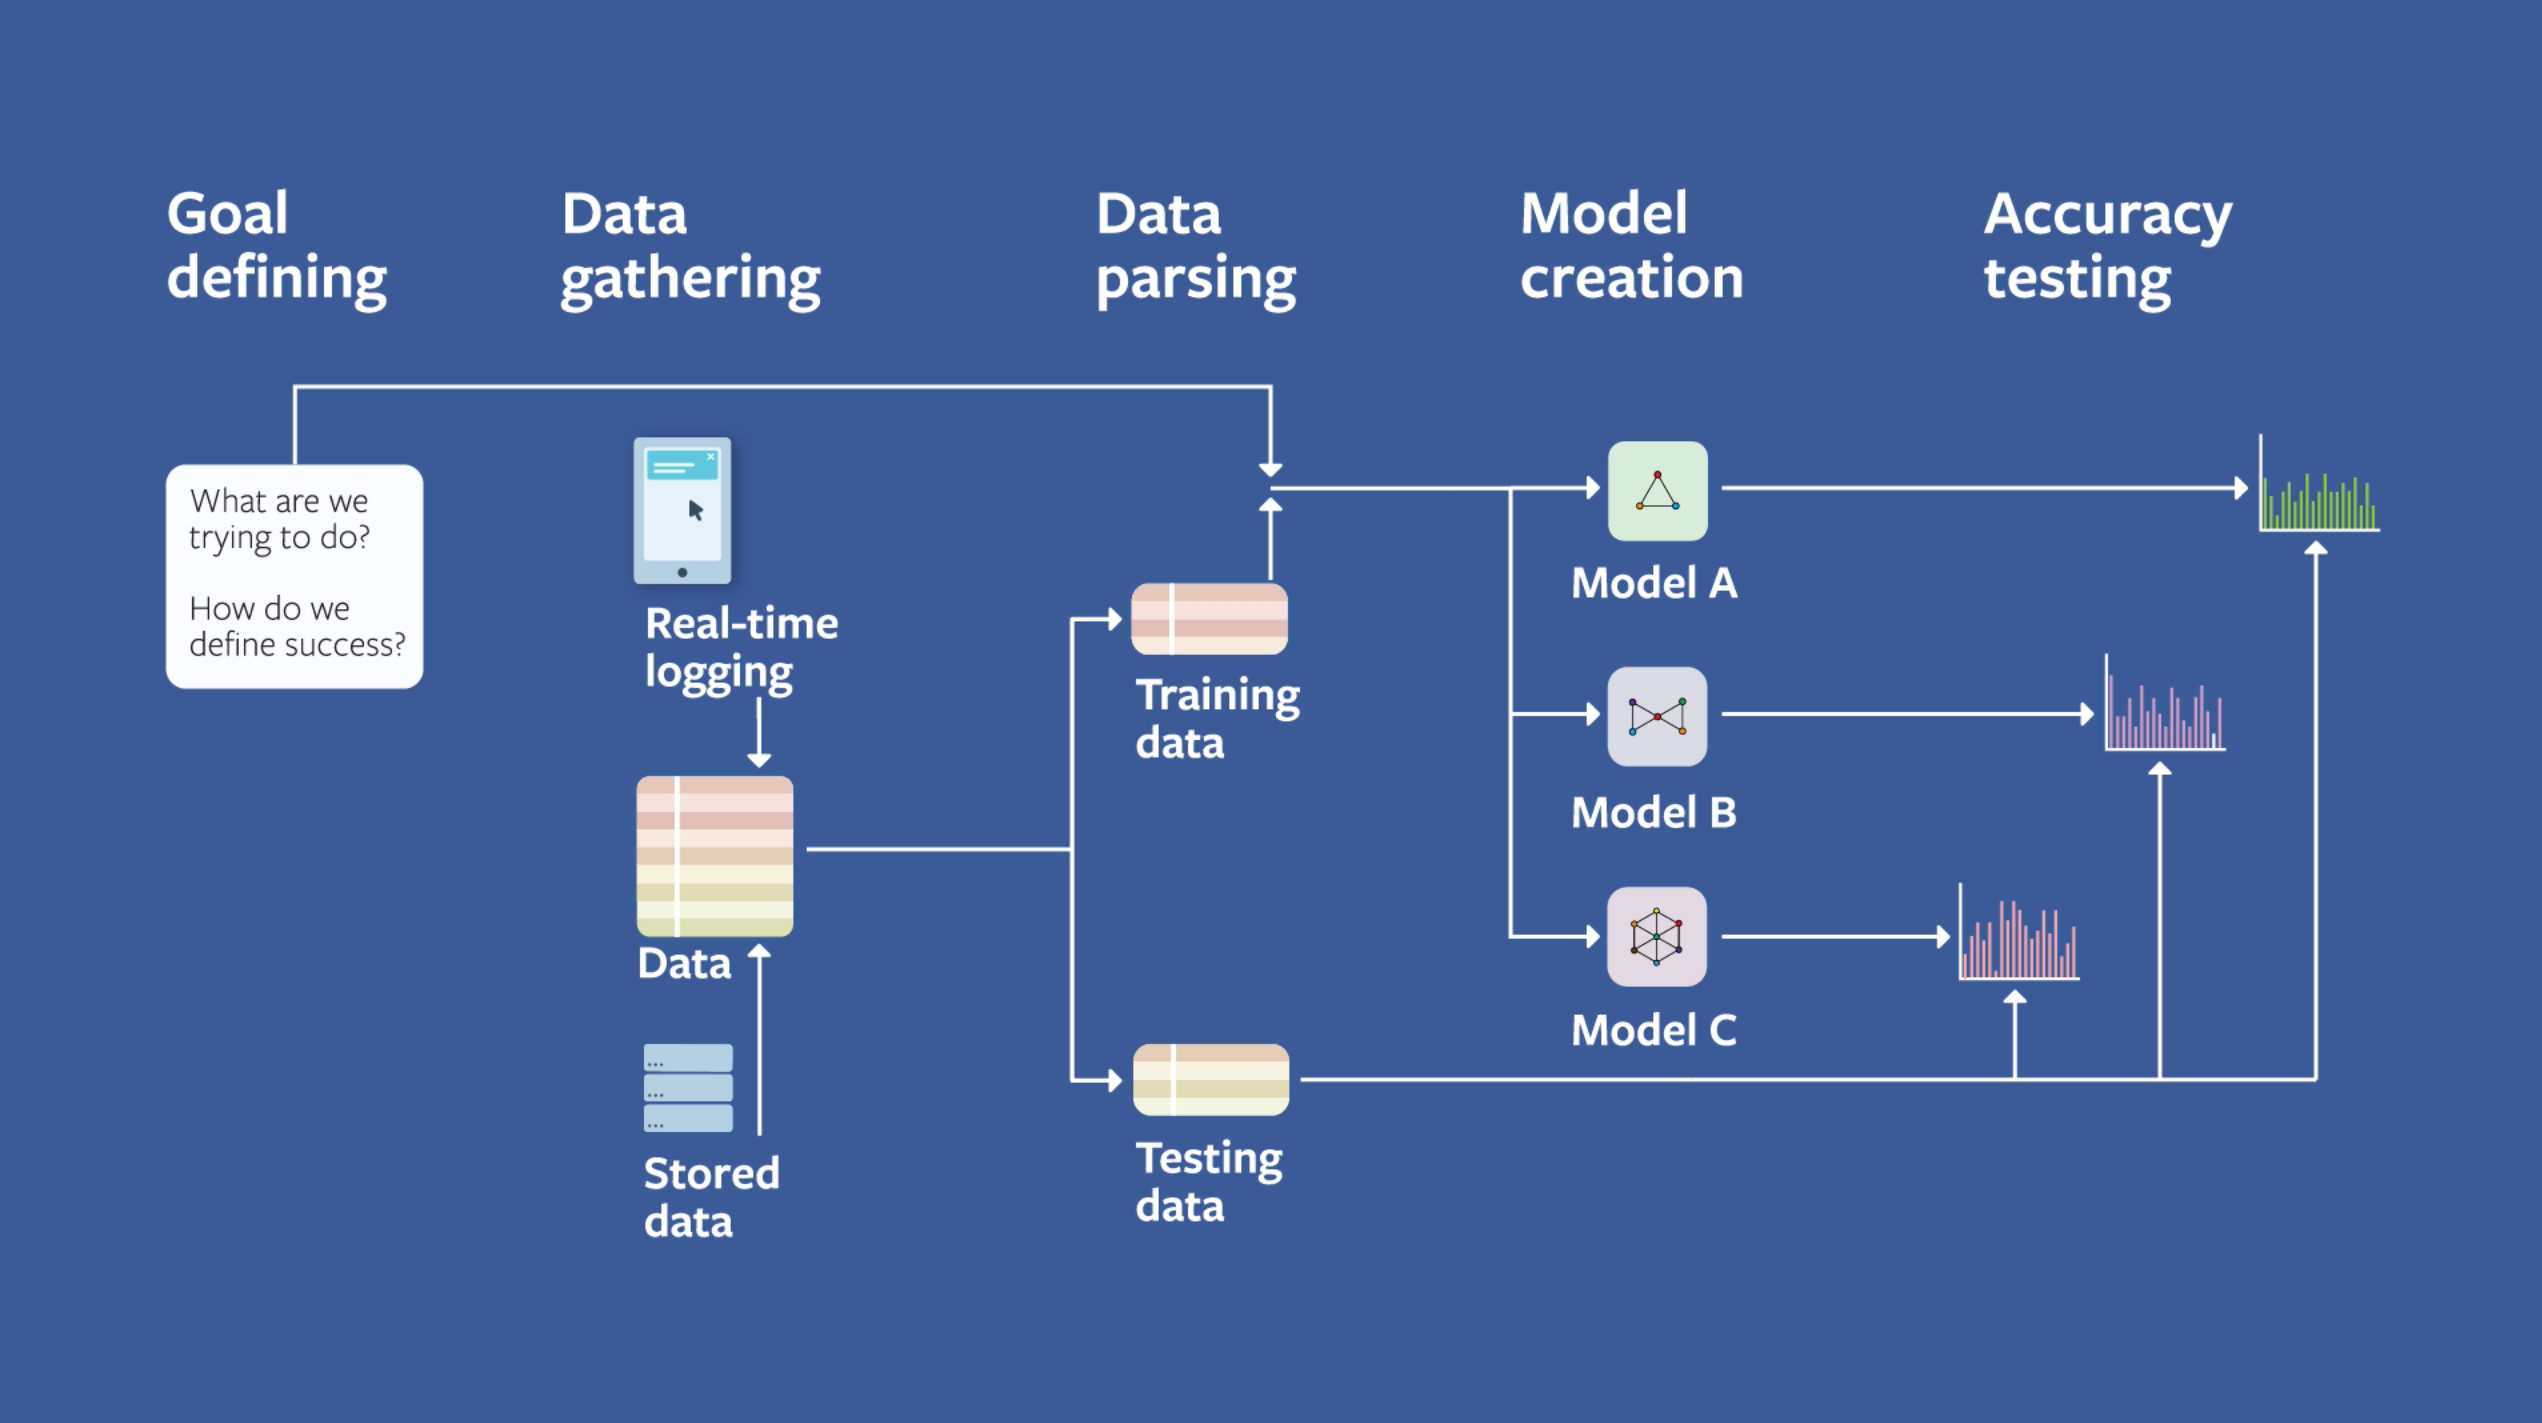 Goal
defining
Data
gathering
Data
parsing
Model
creation
Accuracy
testing
What are we
trying to do?
How do we
define success?
Real-time
logging
Data
Stored
data
Training
data
Testing
data
Model A
Model B
Model C